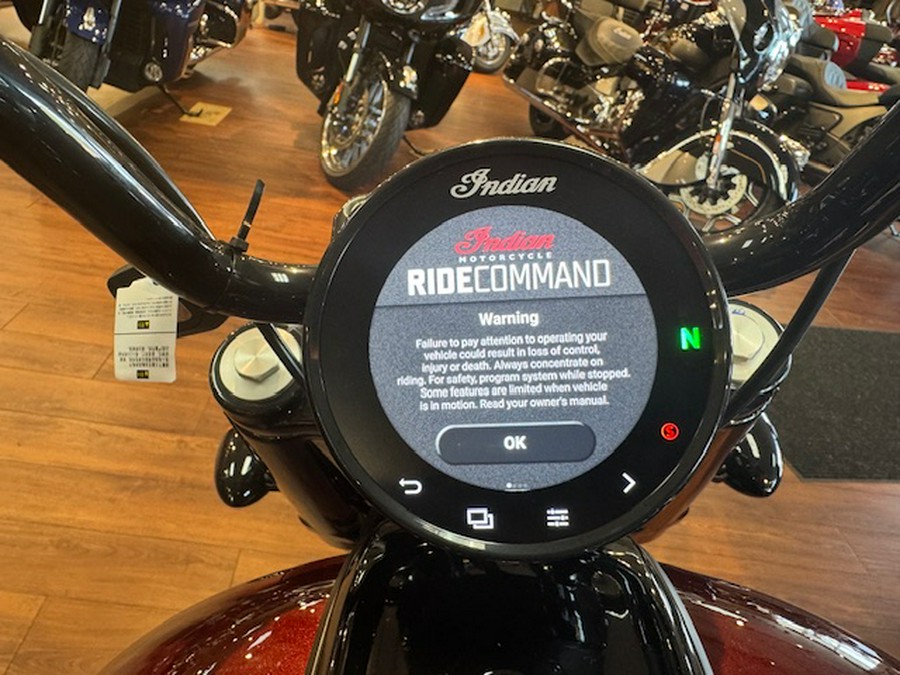 Indian
Indian
MOTORCYCLE
RIDECOMMAND
Warning
Failure to pay attention to operating your
vehicle could result in loss of control,
injury or death. Always concentrate on
riding. For safety, program system while stopped.
Some features are limited when vehicle
is in motion. Read your owner's manual.
N
S
OK